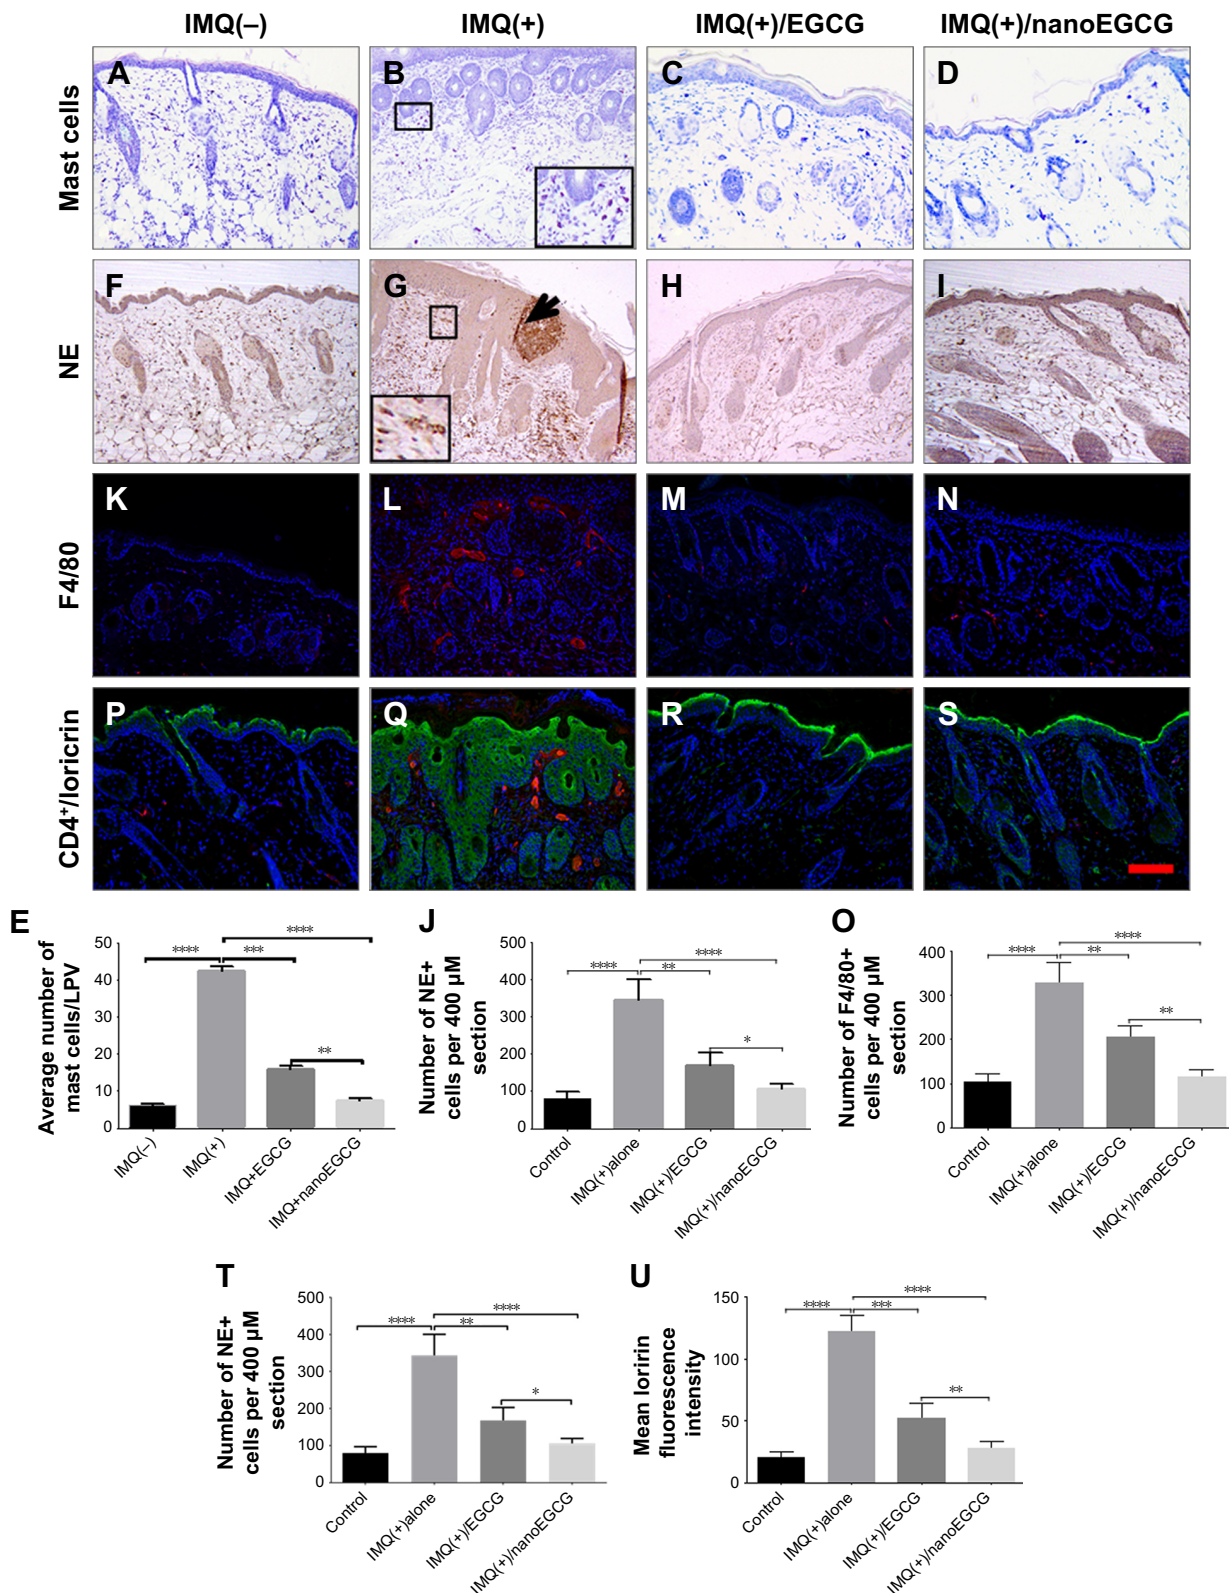 IMQ(–) IMQ(+) IMQ(+)/EGCG IMQ(+)/nanoEGCG
Mast cells
A B C D
NE
F G H I
F4/80
K L M N
CD4⁺/loricrin
P Q R S
E
Average number of
mast cells/LPV
50
40
30
20
10
0
**** *** ****
**
IMQ(–)
IMQ(+)
IMQ+EGCG
IMQ+nanoEGCG
J
Number of NE+
cells per 400 µM
section
500
400
300
200
100
0
**** ** ****
*
Control
IMQ(+)alone
IMQ(+)/EGCG
IMQ(+)/nanoEGCG
O
Number of F4/80+
cells per 400 µM
section
400
300
200
100
0
**** ** ****
**
Control
IMQ(+)alone
IMQ(+)/EGCG
IMQ(+)/nanoEGCG
T
Number of NE+
cells per 400 µM
section
500
400
300
200
100
0
**** ** ****
*
Control
IMQ(+)alone
IMQ(+)/EGCG
IMQ(+)/nanoEGCG
U
Mean loririn
fluorescence
intensity
150
100
50
0
**** *** ****
**
Control
IMQ(+)alone
IMQ(+)/EGCG
IMQ(+)/nanoEGCG